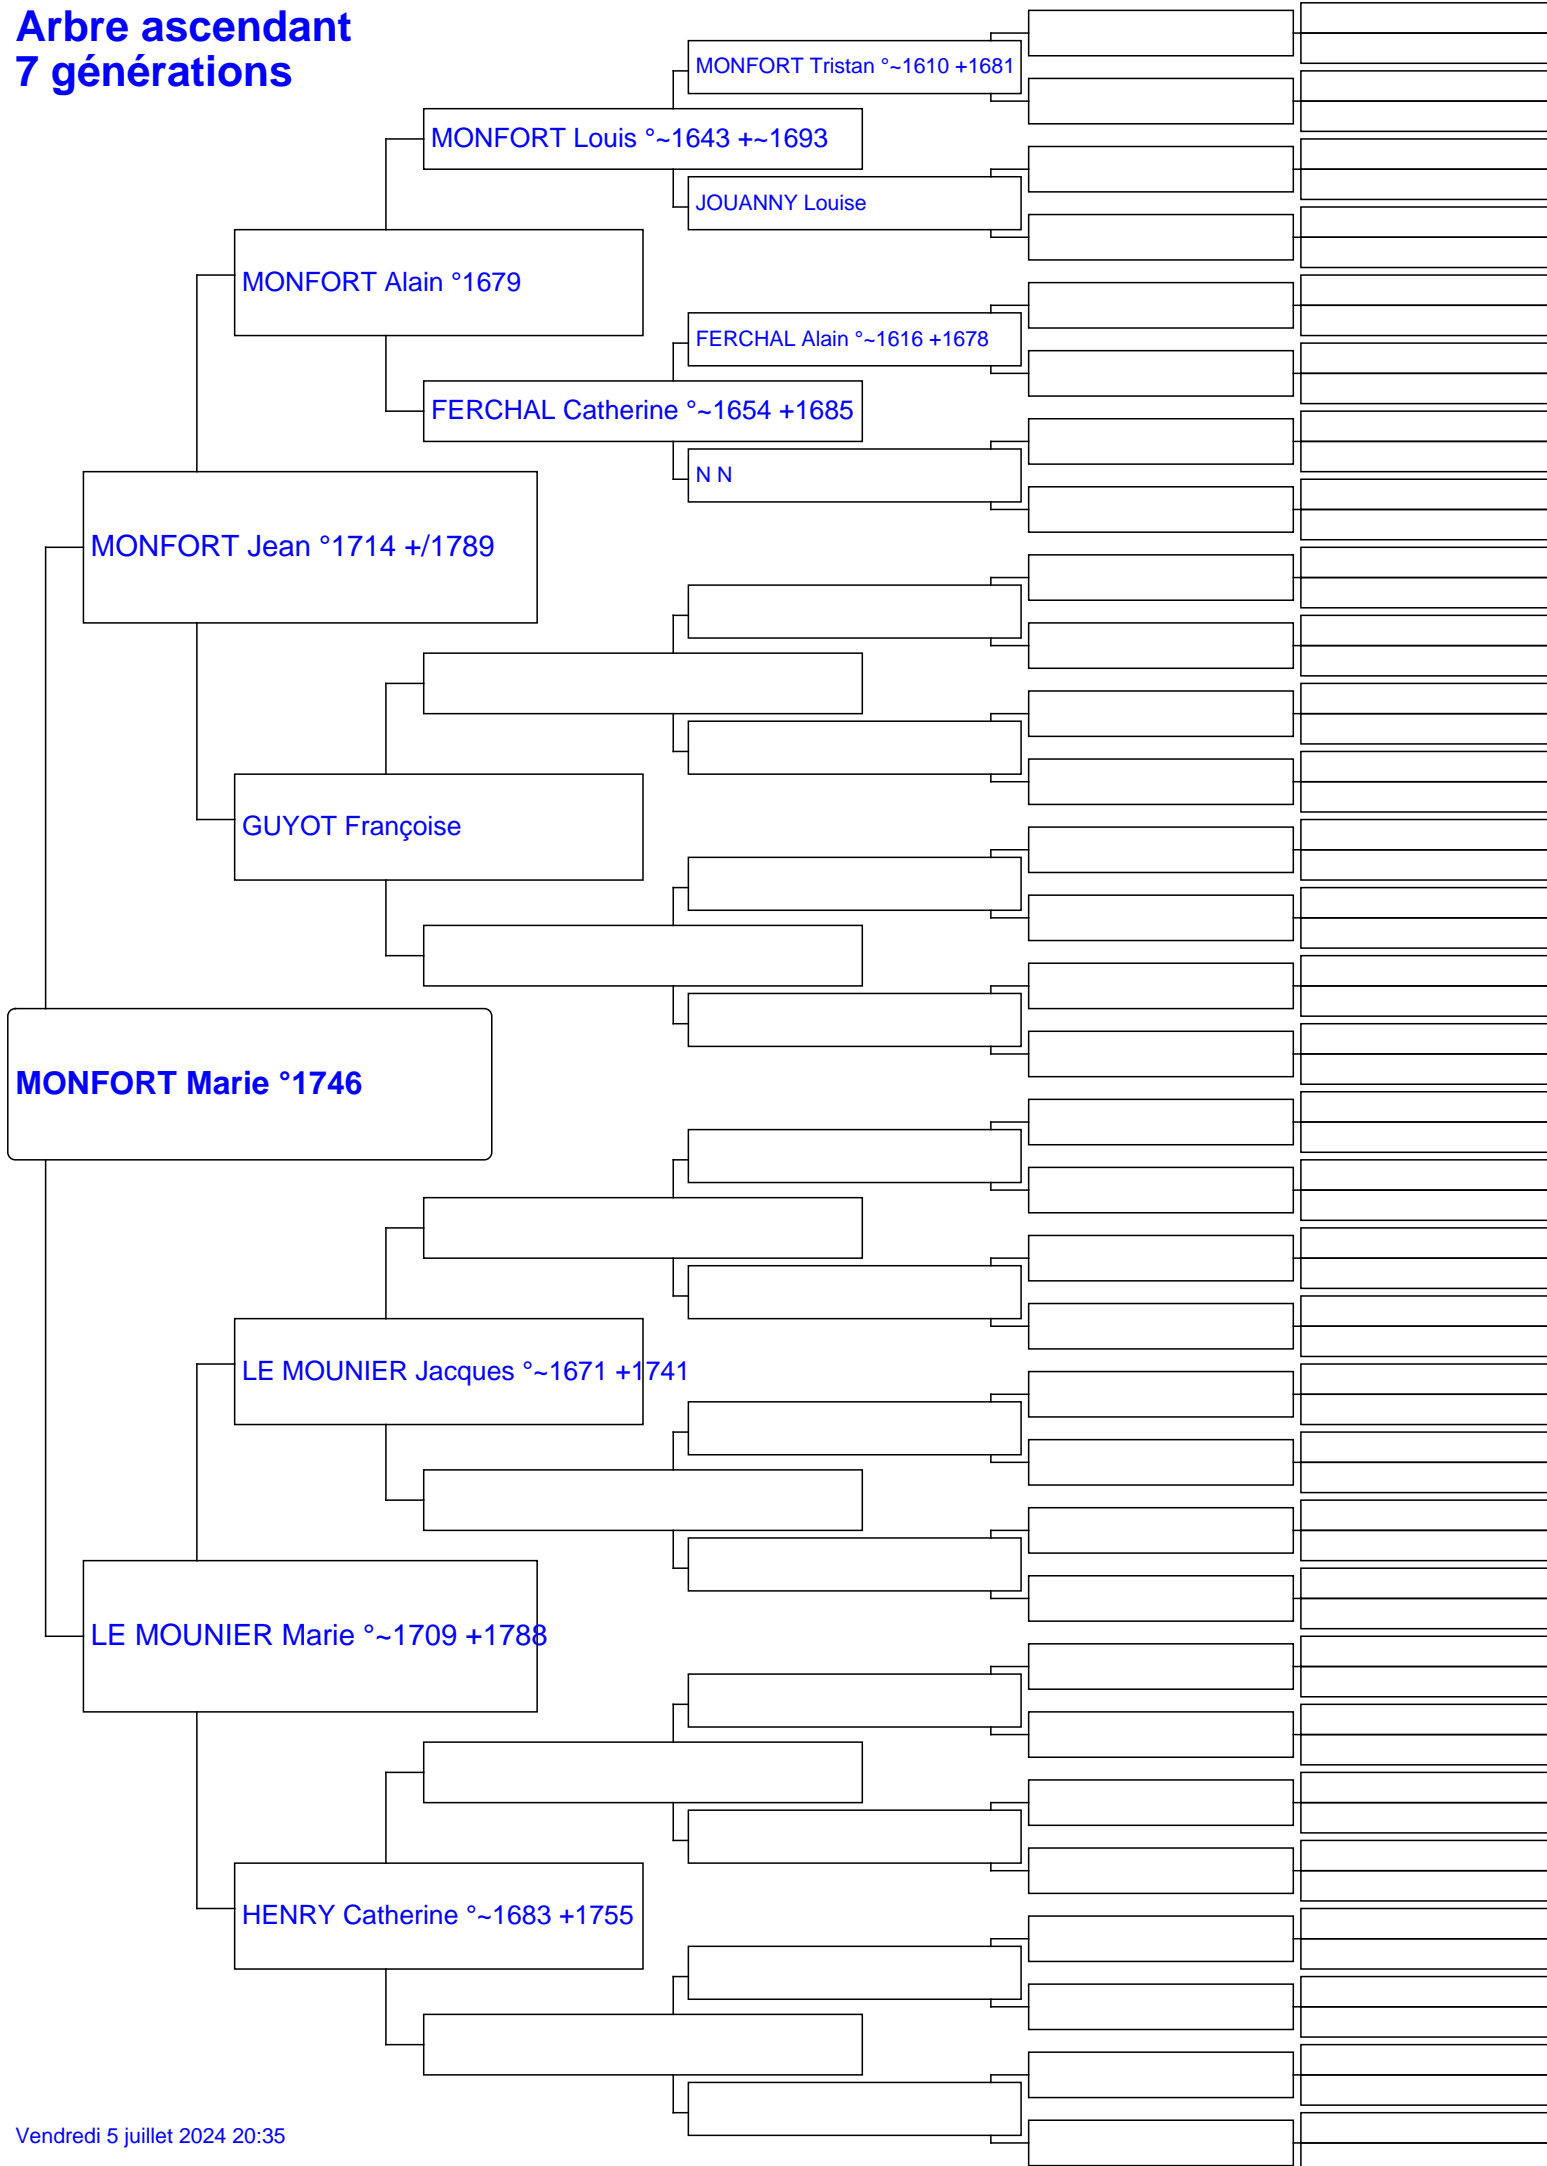 Arbre ascendant
7 générations
MONFORT Tristan °~1610 +1681
MONFORT Louis °~1643 +~1693
JOUANNY Louise
MONFORT Alain °1679
FERCHAL Alain °~1616 +1678
FERCHAL Catherine °~1654 +1685
N N
MONFORT Jean °1714 +/1789
GUYOT Françoise
MONFORT Marie °1746
LE MOUNIER Jacques °~1671 +1741
LE MOUNIER Marie °~1709 +1788
HENRY Catherine °~1683 +1755
Vendredi 5 juillet 2024 20:35